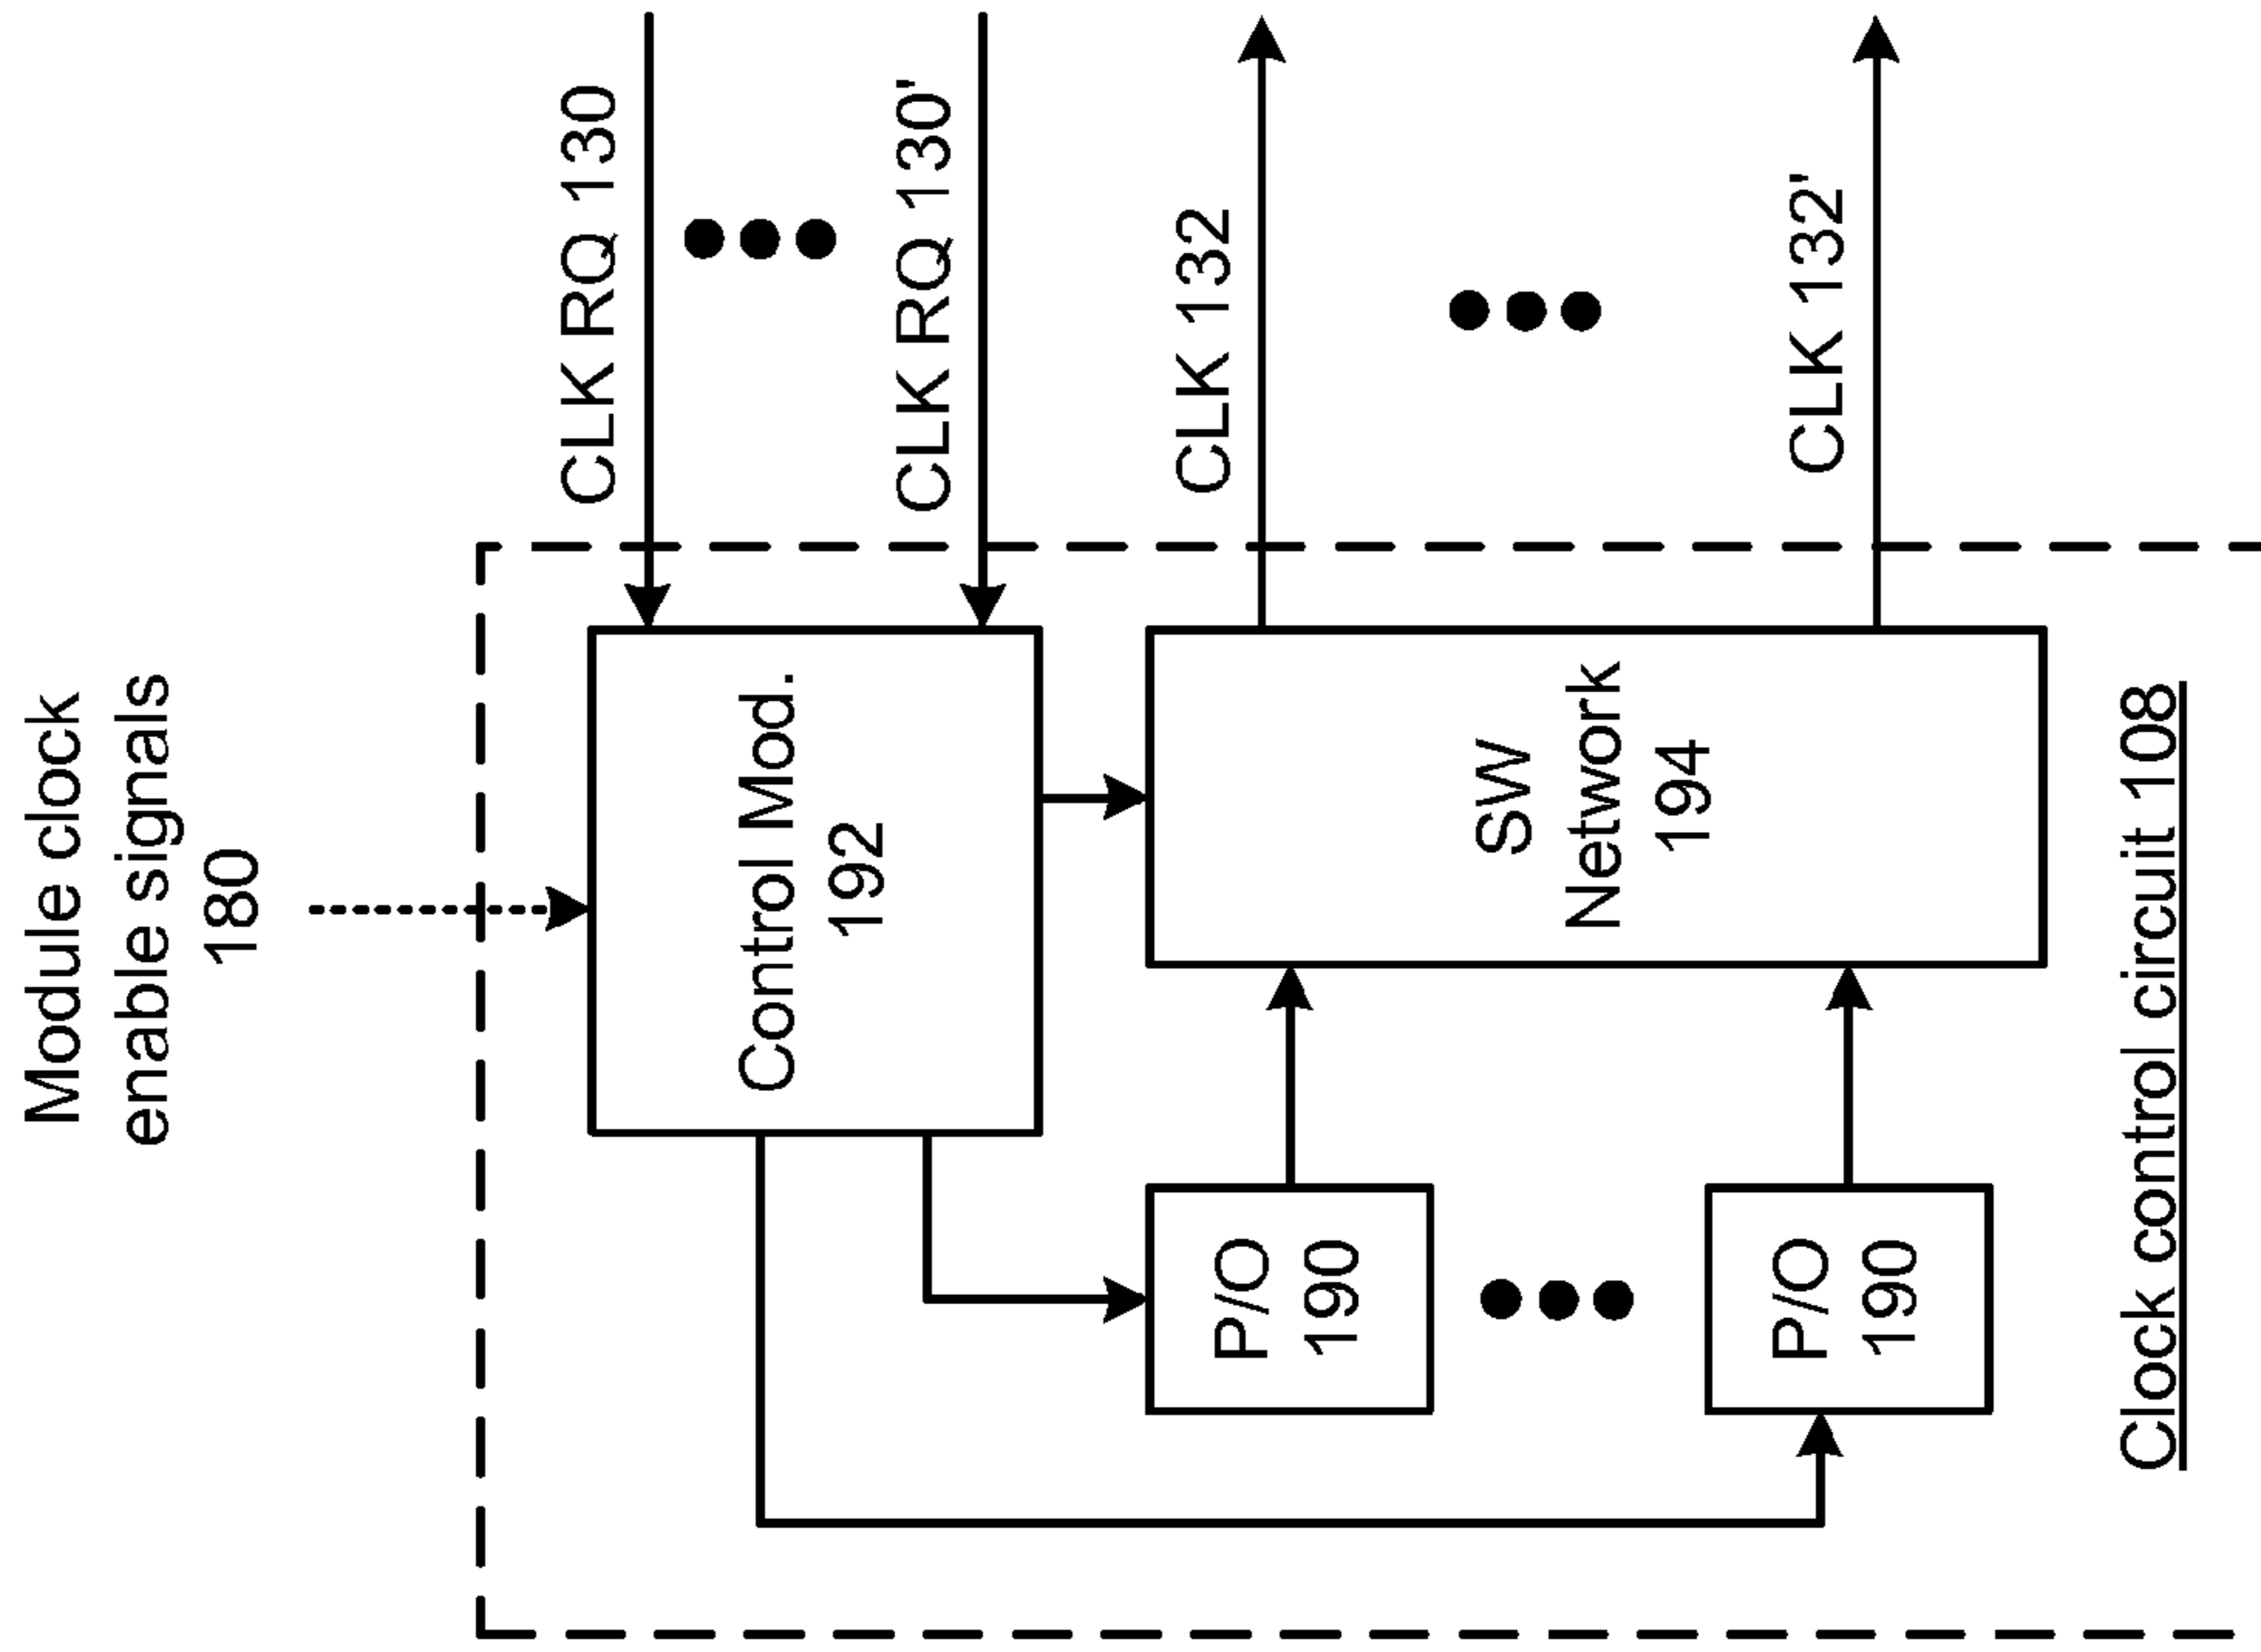 Module clock
enable signals
180
CLK RQ 130
CLK RQ 130'
Control Mod.
192
CLK 132
CLK 132'
SW
Network
194
P/O
190
P/O
190
Clock control circuit 108